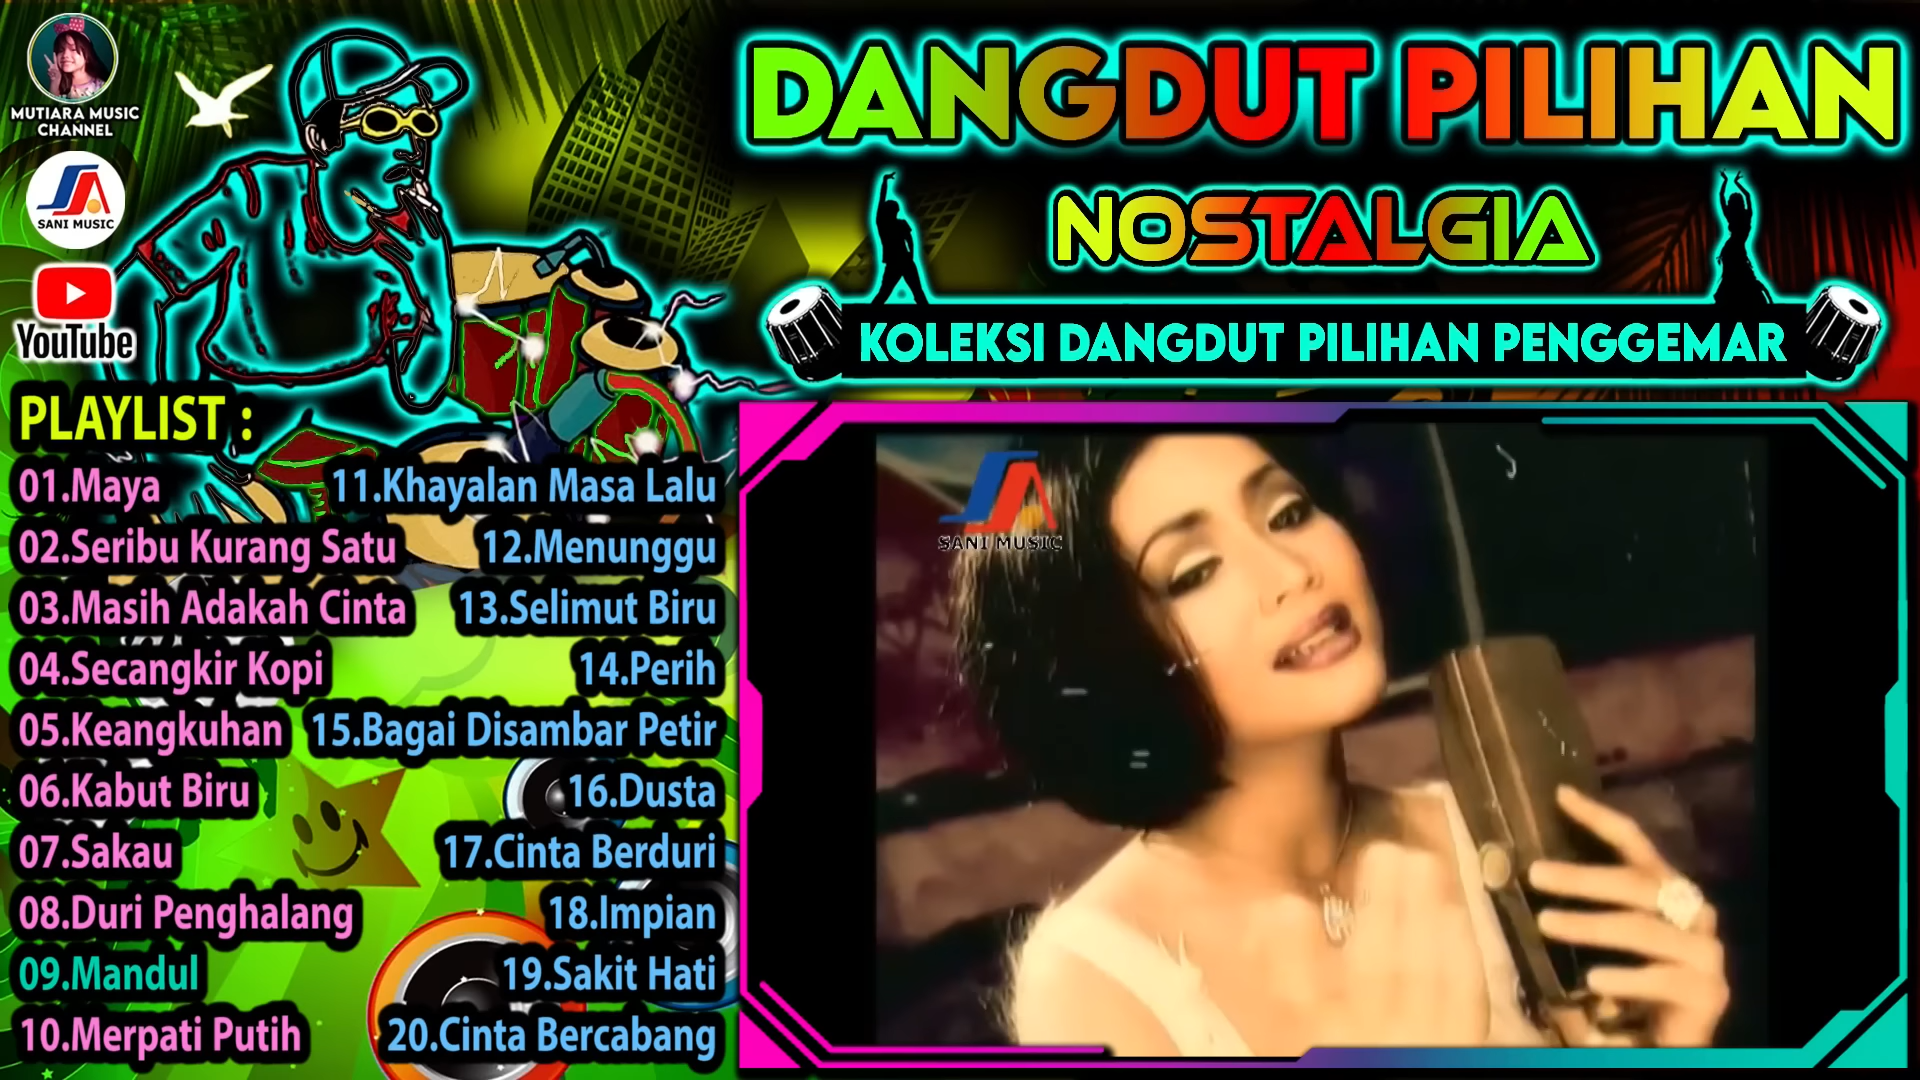 MUTIARA MUSIC
CHANNEL
SANI MUSIC
YouTube
DANGDUT PILIHAN
NOSTALGIA
KOLEKSI DANGDUT PILIHAN PENGGEMAR
PLAYLIST :
01.Maya
02.Seribu Kurang Satu
03.Masih Adakah Cinta
04.Secangkir Kopi
05.Keangkuhan
06.Kabut Biru
07.Sakau
08.Duri Penghalang
09.Mandul
10.Merpati Putih
11.Khayalan Masa Lalu
12.Menunggu
13.Selimut Biru
14.Perih
15.Bagai Disambar Petir
16.Dusta
17.Cinta Berduri
18.Impian
19.Sakit Hati
20.Cinta Bercabang
SANI MUSIC